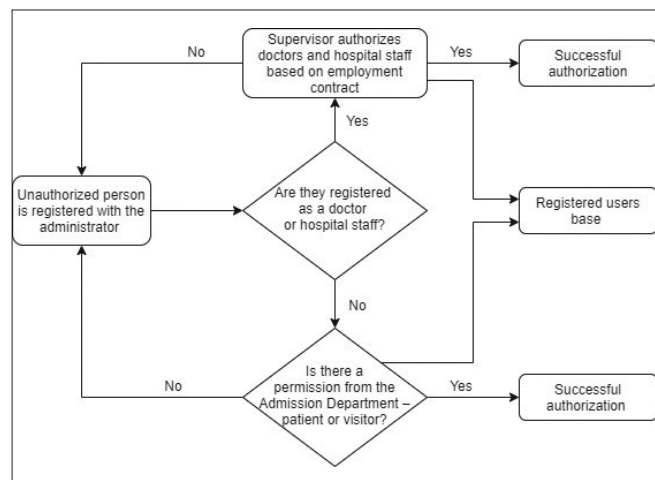 No
Supervisor authorizes
doctors and hospital staff
based on employment
contract
Yes
Successful
authorization
Yes
Unauthorized person
is registered with the
administrator
Are they registered
as a doctor
or hospital staff?
Registered users
base
No
No
Is there a
permission from the
Admission Department –
patient or visitor?
Yes
Successful
authorization